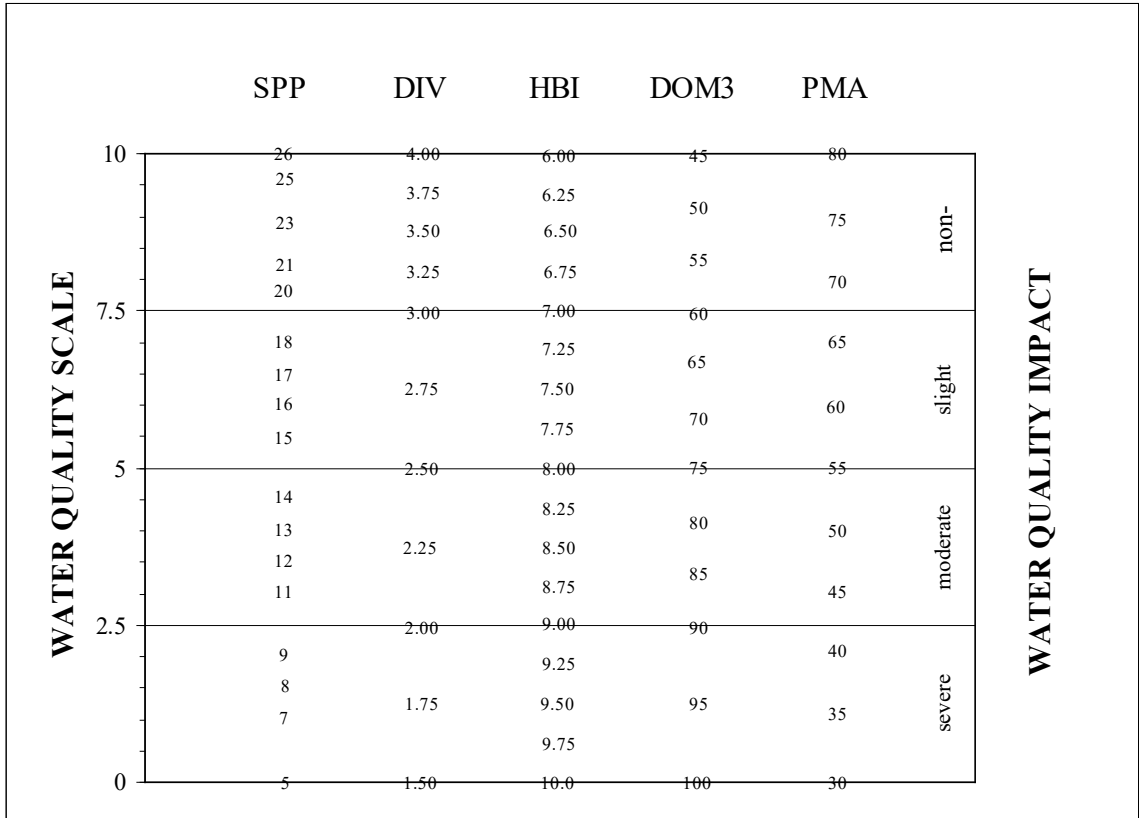 SPP DIV HBI DOM3 PMA
10 26 4.00 6.00 45 80
25 3.75 6.25 50
23 3.50 6.50 75
21 3.25 6.75 55
20 70
7.5 3.00 7.00 60
18 7.25 65
17 2.75 7.50 65
16 60
15 7.75 70
5 2.50 8.00 75 55
14 8.25
13 80 50
12 2.25 8.50
11 8.75 85 45
2.5 2.00 9.00 90
9 9.25 40
8 1.75 9.50 95
7 35
9.75
0 5 1.50 10.0 100 30
non-
slight
moderate
severe
WATER QUALITY SCALE
WATER QUALITY IMPACT